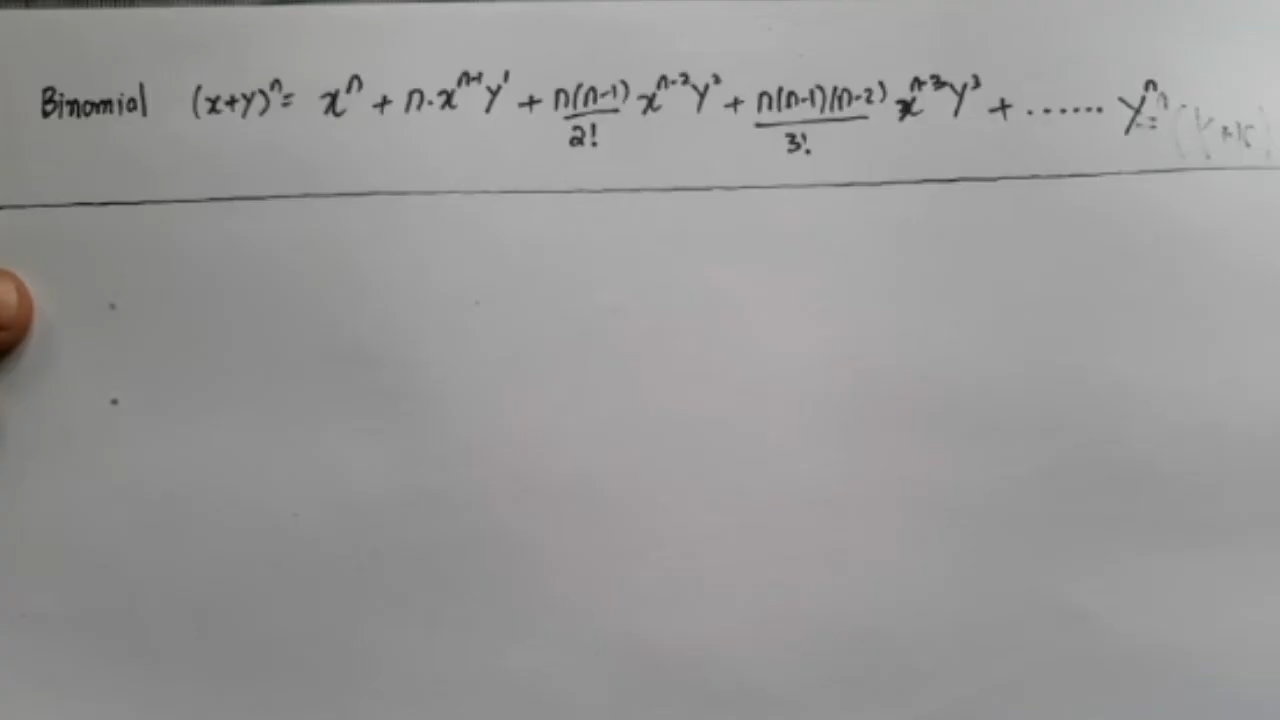 Binomial (x+y)ⁿ = xⁿ + n.xⁿ⁻¹y¹ + n(n-1)/2! xⁿ⁻²y² + n(n-1)(n-2)/3! xⁿ⁻³y³ + ...... yⁿ